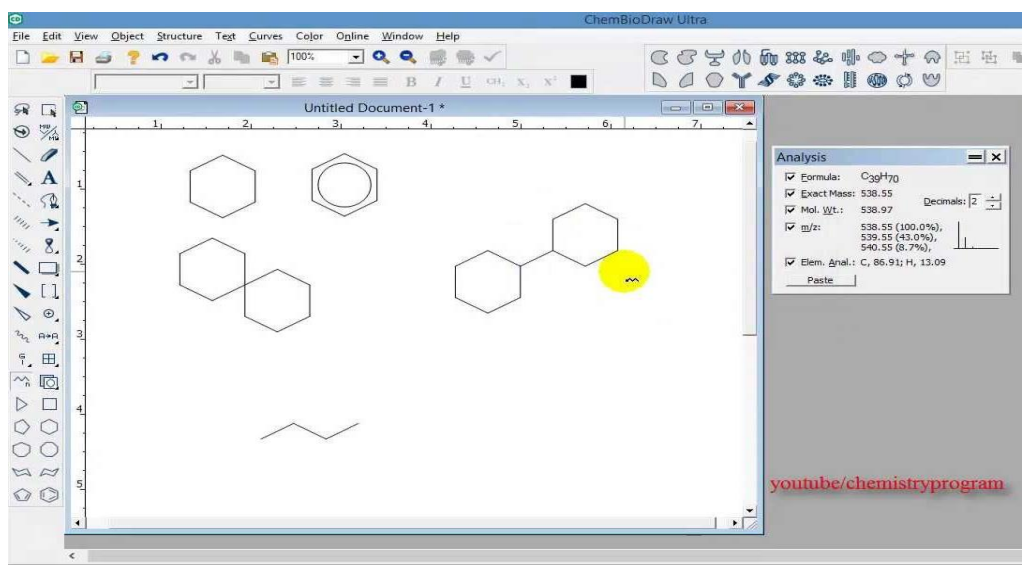 ChemBioDraw Ultra
File Edit View Object Structure Text Curves Color Online Window Help
100%
B I U CH₂ X₂ X²
Untitled Document-1 *
1 2 3 4 5 6 7
1
2
3
4
5
A
Analysis
Formula: C39H70
Exact Mass: 538.55
Decimals: 2
Mol. Wt.: 538.97
m/z: 538.55 (100.0%),
539.55 (43.0%),
540.55 (8.7%)
Elem. Anal.: C, 86.91; H, 13.09
Paste
youtube/chemistryprogram